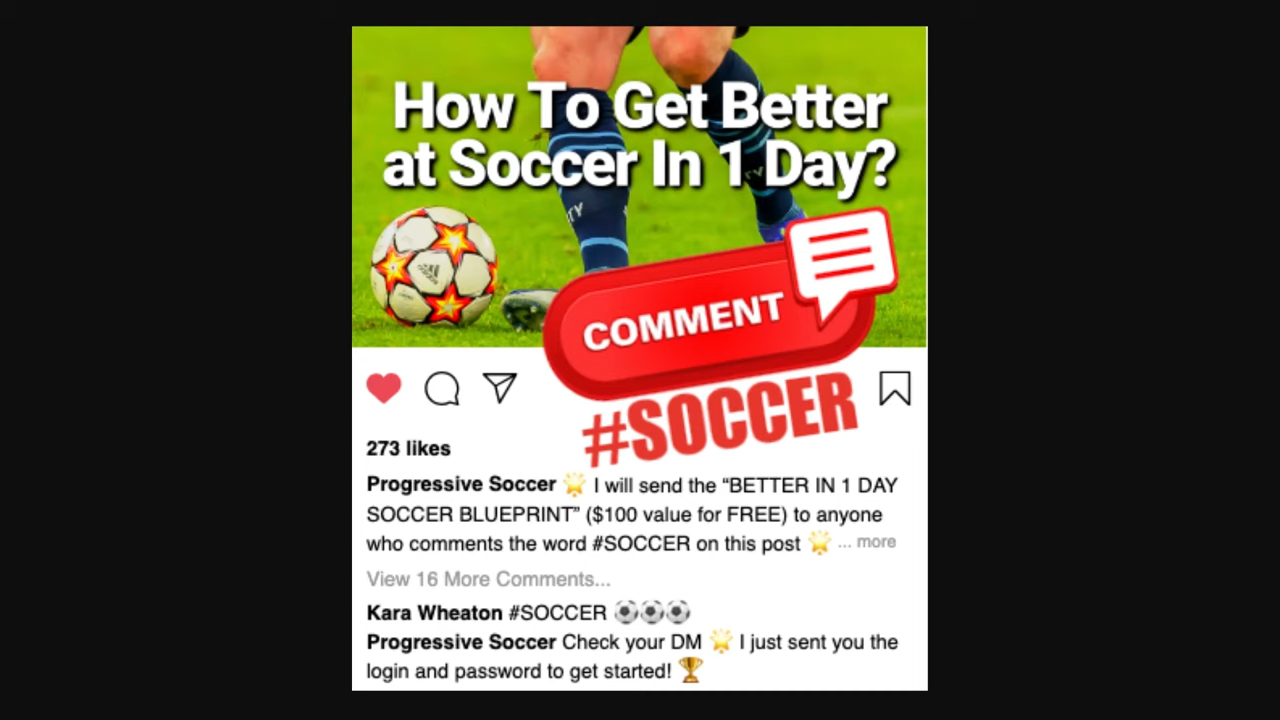 How To Get Better
at Soccer In 1 Day?
TY
TY
COMMENT
#SOCCER
273 likes
Progressive Soccer 🌟 I will send the “BETTER IN 1 DAY
SOCCER BLUEPRINT” ($100 value for FREE) to anyone
who comments the word #SOCCER on this post 🌟 ... more
View 16 More Comments...
Kara Wheaton #SOCCER ⚽⚽⚽
Progressive Soccer Check your DM 🌟 I just sent you the
login and password to get started! 🏆